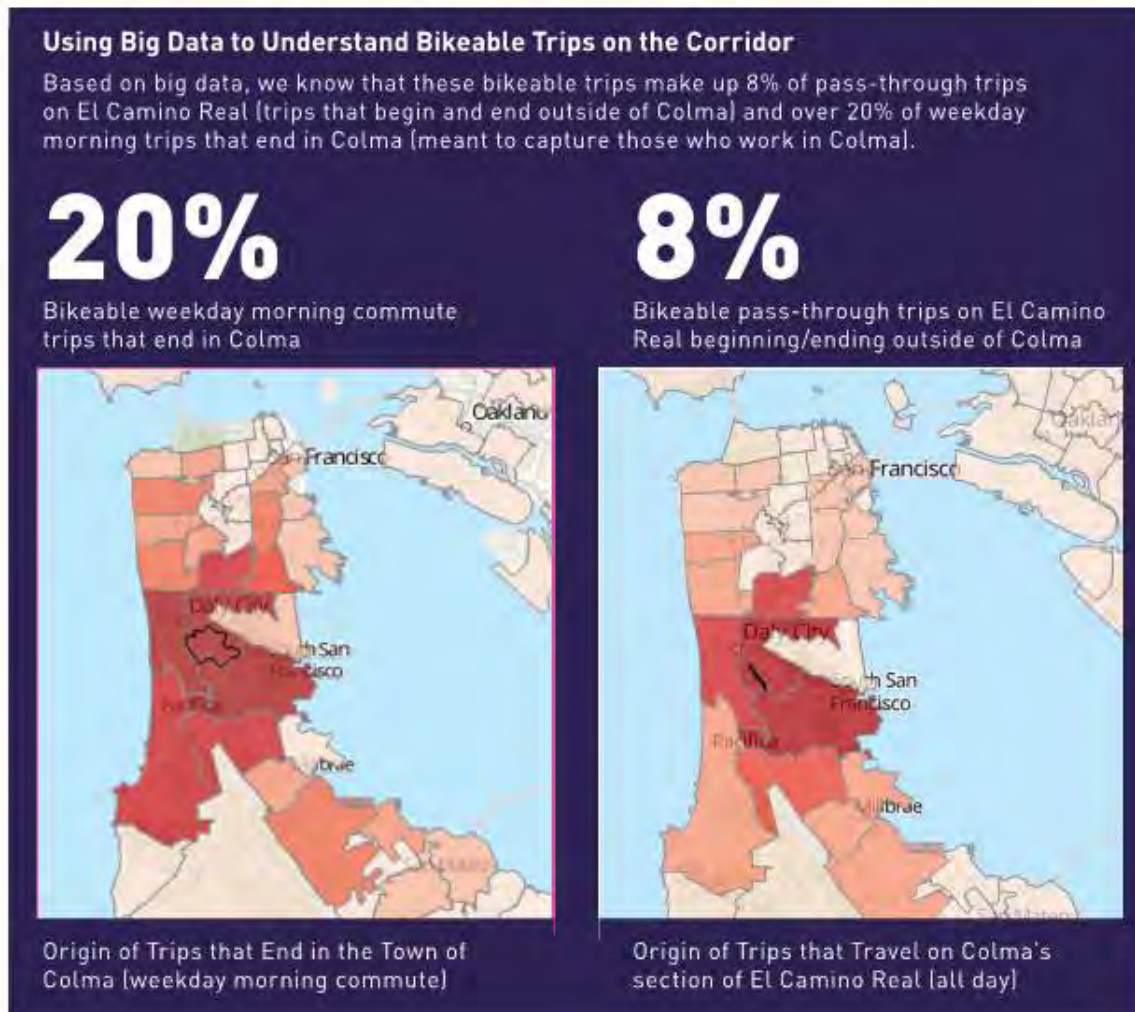 Using Big Data to Understand Bikeable Trips on the Corridor
Based on big data, we know that these bikeable trips make up 8% of pass-through trips
on El Camino Real (trips that begin and end outside of Colma) and over 20% of weekday
morning trips that end in Colma (meant to capture those who work in Colma).
20%
Bikeable weekday morning commute
trips that end in Colma
8%
Bikeable pass-through trips on El Camino
Real beginning/ending outside of Colma
Oakland
San Francisco
Daly City
South San
Francisco
Pacifica
Oakland
San Francisco
Daly City
South San
Francisco
Pacifica
Millbrae
San Mateo
Origin of Trips that End in the Town of
Colma (weekday morning commute)
Origin of Trips that Travel on Colma's
section of El Camino Real (all day)